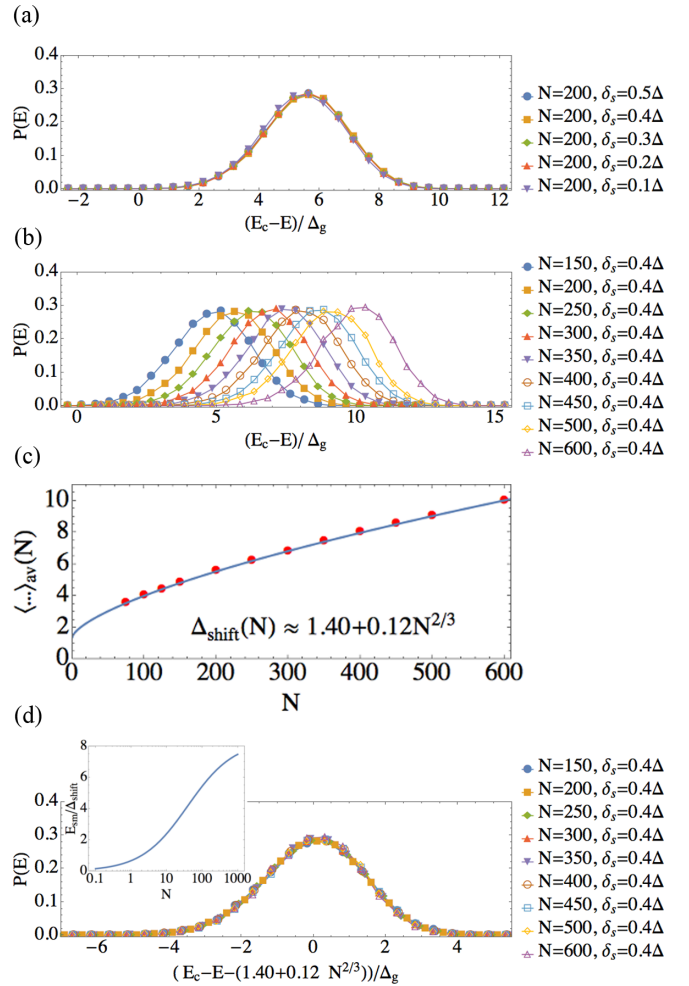 (a)
0.4
0.3
0.2
0.1
0.0
P(E)
−2 0 2 4 6 8 10 12
(E_c−E)/Δ_g
N=200, δ_s=0.5Δ
N=200, δ_s=0.4Δ
N=200, δ_s=0.3Δ
N=200, δ_s=0.2Δ
N=200, δ_s=0.1Δ
(b)
0.4
0.3
0.2
0.1
0.0
P(E)
0 5 10 15
(E_c−E)/Δ_g
N=150, δ_s=0.4Δ
N=200, δ_s=0.4Δ
N=250, δ_s=0.4Δ
N=300, δ_s=0.4Δ
N=350, δ_s=0.4Δ
N=400, δ_s=0.4Δ
N=450, δ_s=0.4Δ
N=500, δ_s=0.4Δ
N=600, δ_s=0.4Δ
(c)
10
8
6
4
2
0
⟨...⟩_av(N)
Δ_shift(N) ≈ 1.40+0.12N^2/3
0 100 200 300 400 500 600
N
(d)
8
6
4
2
0
E_sm/Δ_shift
0.1 1 10 100 1000
N
0.4
0.3
0.2
0.1
0.0
P(E)
−6 −4 −2 0 2 4
(E_c−E−(1.40+0.12 N^2/3))/Δ_g
N=150, δ_s=0.4Δ
N=200, δ_s=0.4Δ
N=250, δ_s=0.4Δ
N=300, δ_s=0.4Δ
N=350, δ_s=0.4Δ
N=400, δ_s=0.4Δ
N=450, δ_s=0.4Δ
N=500, δ_s=0.4Δ
N=600, δ_s=0.4Δ